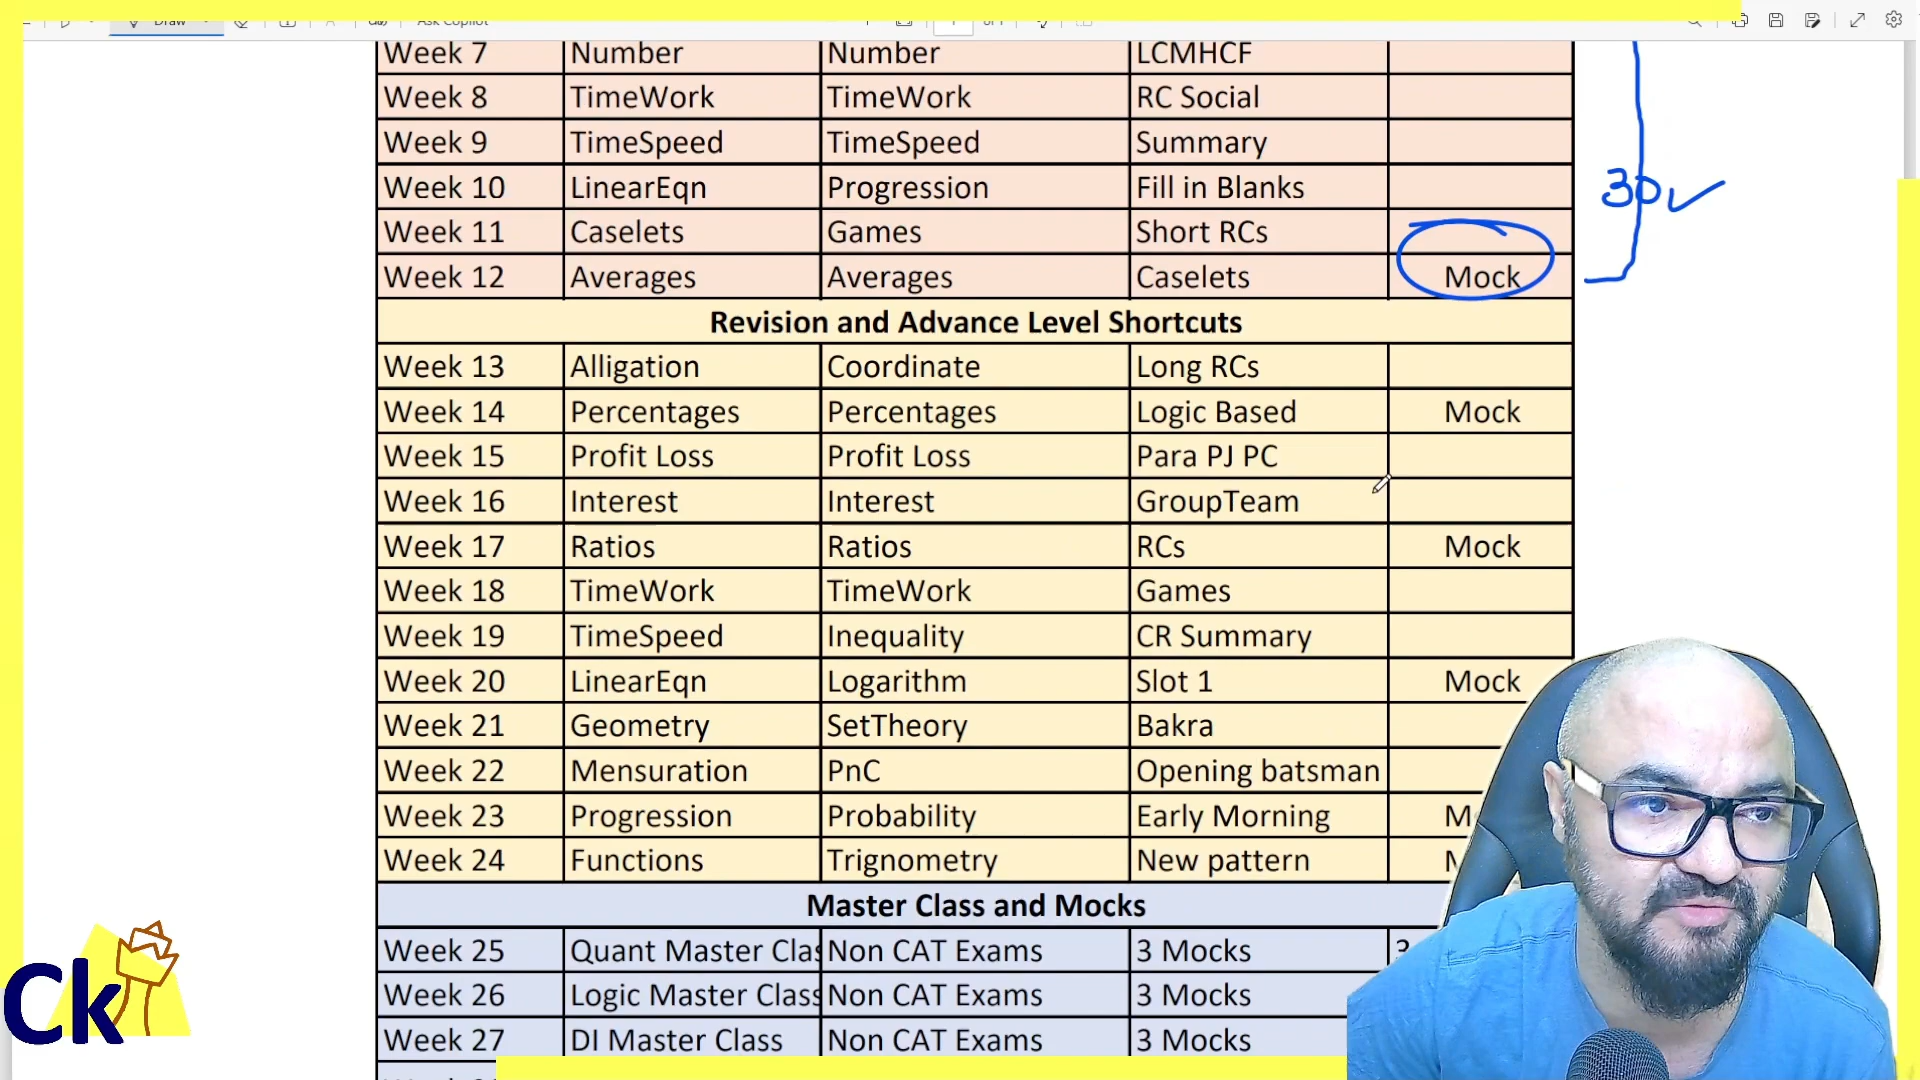 Draw
Ask Copilot
Week 7 Number Number LCMHCF
Week 8 TimeWork TimeWork RC Social
Week 9 TimeSpeed TimeSpeed Summary
Week 10 LinearEqn Progression Fill in Blanks
30
Week 11 Caselets Games Short RCs
Week 12 Averages Averages Caselets Mock
Revision and Advance Level Shortcuts
Week 13 Alligation Coordinate Long RCs
Week 14 Percentages Percentages Logic Based Mock
Week 15 Profit Loss Profit Loss Para PJ PC
Week 16 Interest Interest GroupTeam
Week 17 Ratios Ratios RCs Mock
Week 18 TimeWork TimeWork Games
Week 19 TimeSpeed Inequality CR Summary
Week 20 LinearEqn Logarithm Slot 1 Mock
Week 21 Geometry SetTheory Bakra
Week 22 Mensuration PnC Opening batsman
Week 23 Progression Probability Early Morning
Week 24 Functions Trignometry New pattern
Master Class and Mocks
Week 25 Quant Master Clas Non CAT Exams 3 Mocks 3
Week 26 Logic Master Class Non CAT Exams 3 Mocks
Week 27 DI Master Class Non CAT Exams 3 Mocks
Ck